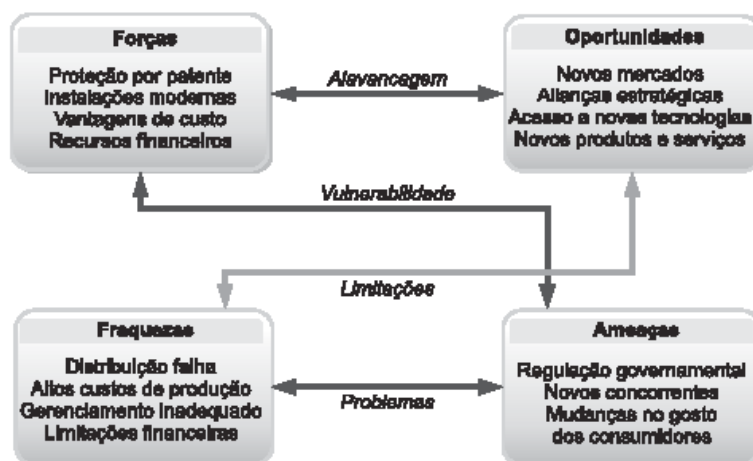 Forças
Proteção por patente
Instalações modernas
Vantagens de custo
Recursos financeiros
Alavancagem
Oportunidades
Novos mercados
Alianças estratégicas
Acesso a novas tecnologias
Novos produtos e serviços
Vulnerabilidade
Limitações
Fraquezas
Distribuição falha
Altos custos de produção
Gerenciamento inadequado
Limitações financeiras
Problemas
Ameaças
Regulação governamental
Novos concorrentes
Mudanças no gosto
dos consumidores